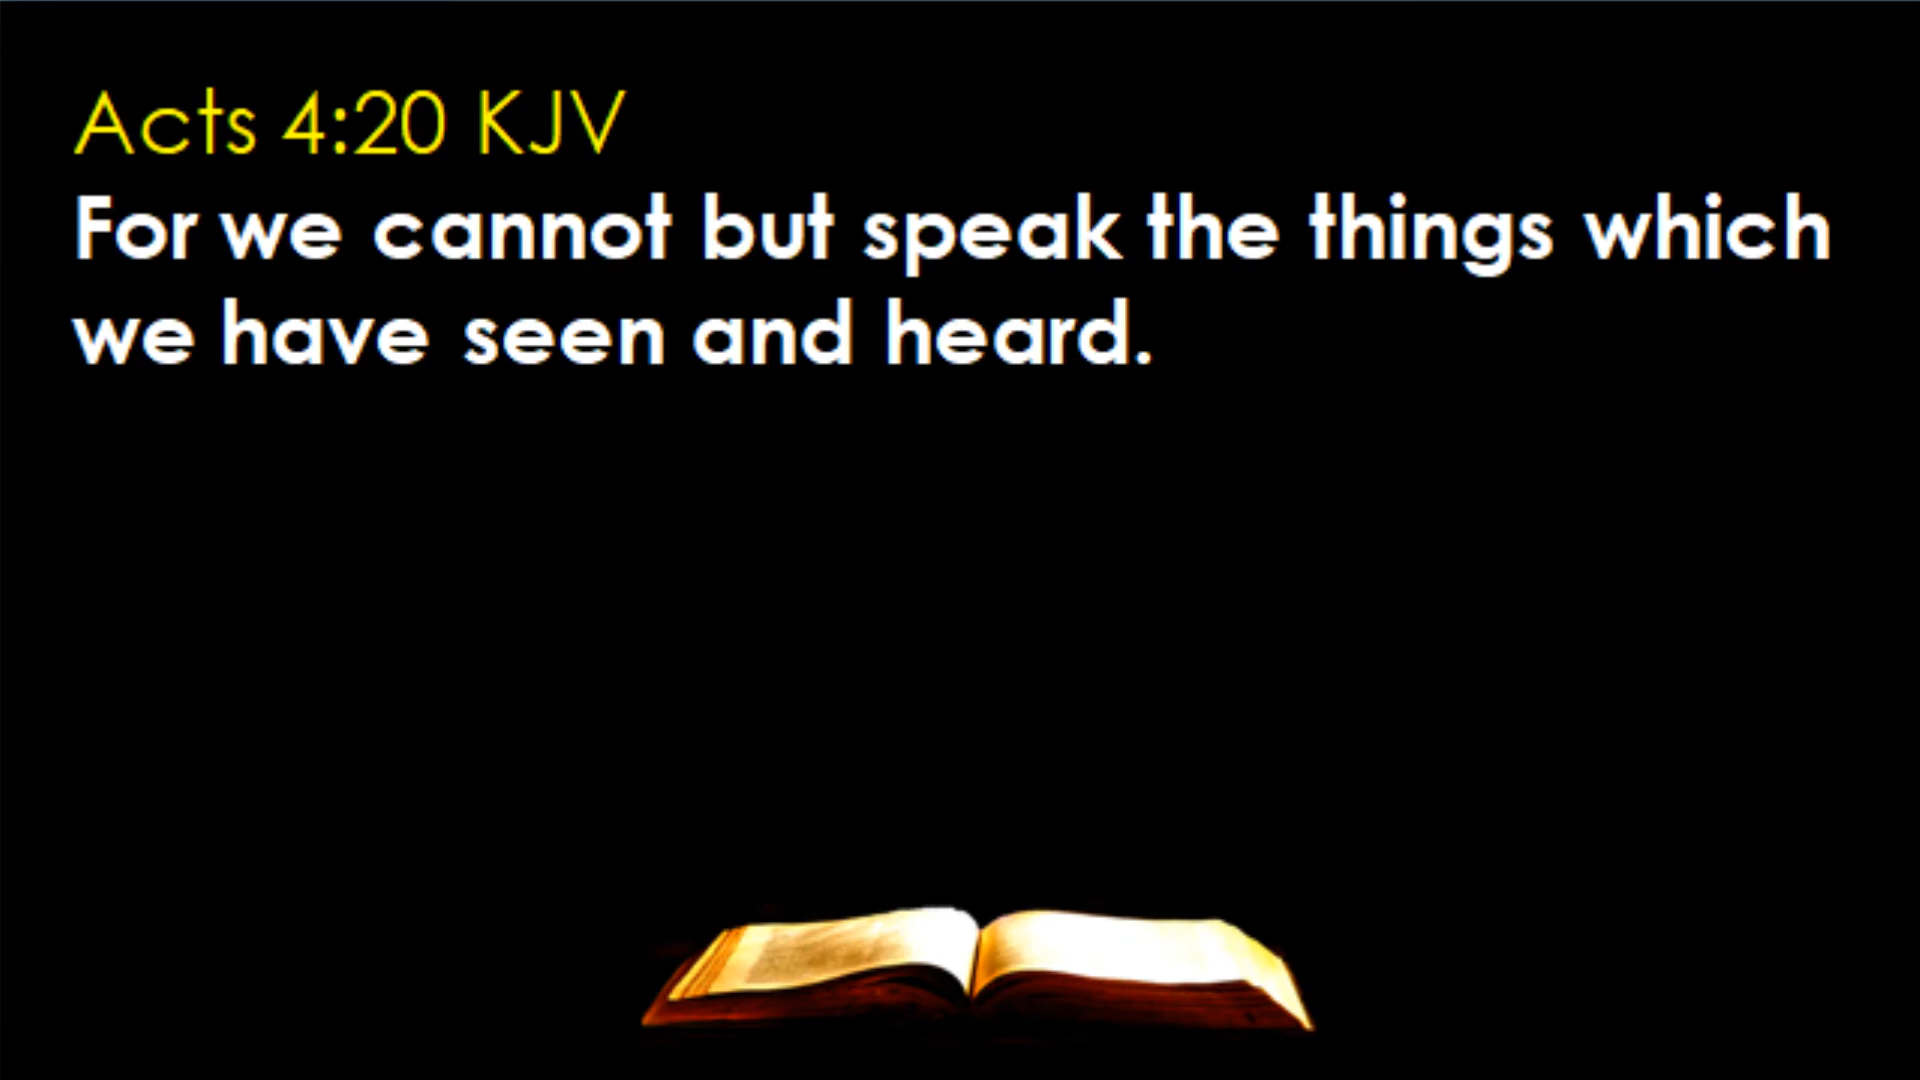 Acts 4:20 KJV
For we cannot but speak the things which
we have seen and heard.